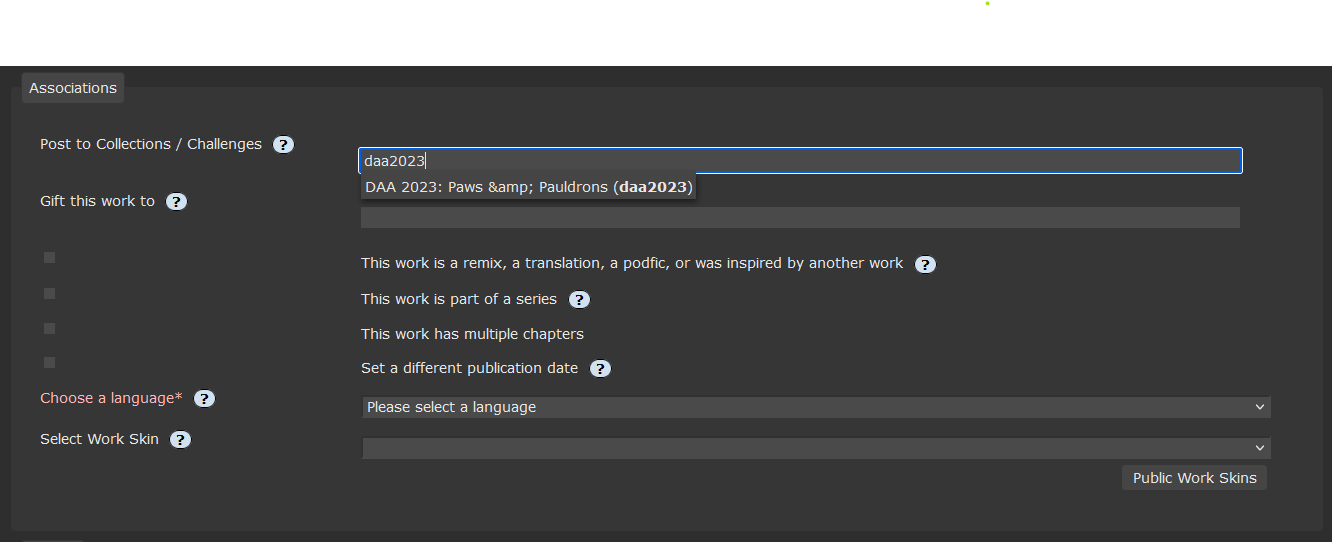 Associations
Post to Collections / Challenges ?
daa2023
DAA 2023: Paws &amp; Pauldrons (daa2023)
Gift this work to ?
This work is a remix, a translation, a podfic, or was inspired by another work ?
This work is part of a series ?
This work has multiple chapters
Set a different publication date ?
Choose a language* ?
Please select a language
Select Work Skin ?
Public Work Skins